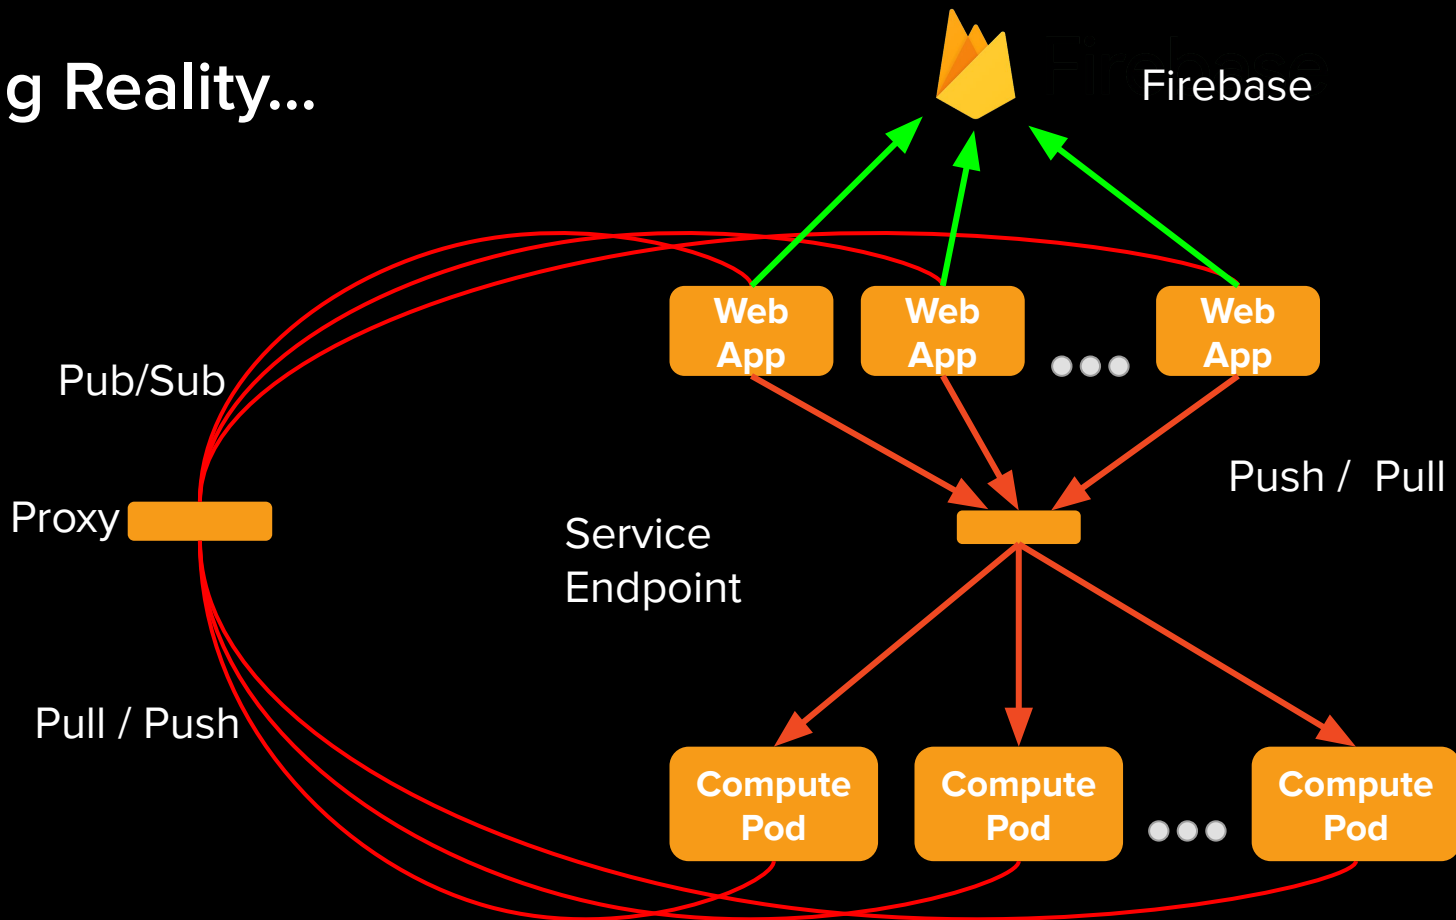 g Reality...
Firebase
Firebase
Web
App
Web
App
Web
App
Pub/Sub
Push / Pull
Proxy
Service
Endpoint
Pull / Push
Compute
Pod
Compute
Pod
Compute
Pod